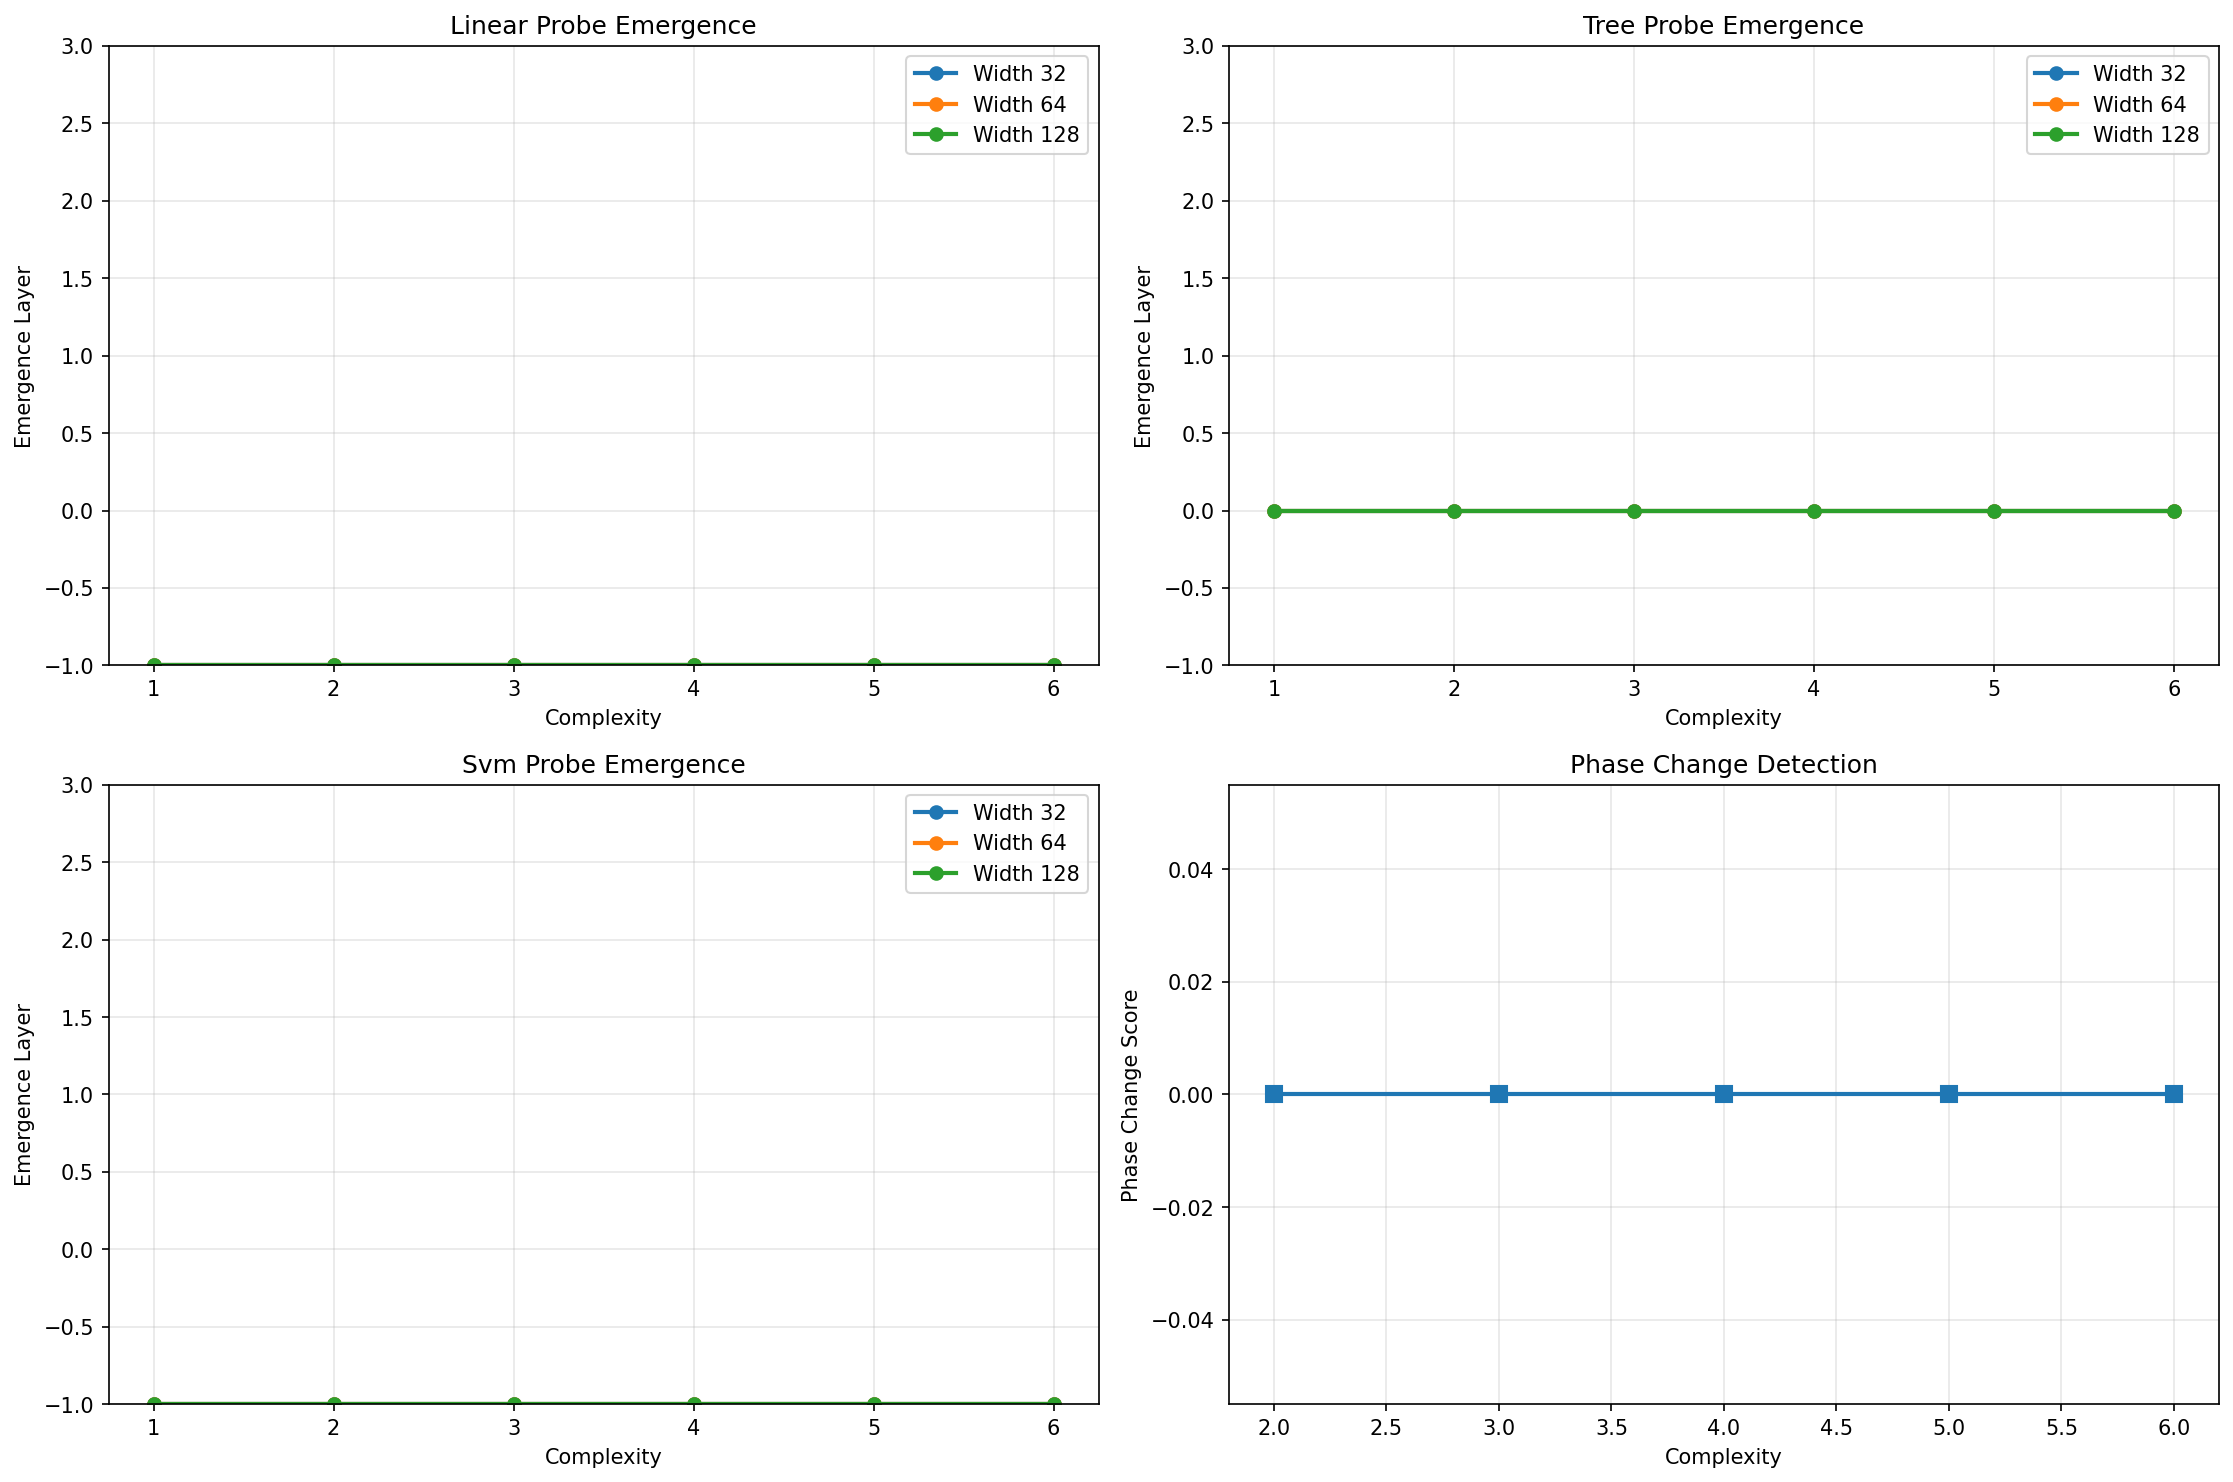 Linear Probe Emergence
3.0
2.5
2.0
1.5
1.0
0.5
0.0
−0.5
−1.0
Emergence Layer
Width 32
Width 64
Width 128
1 2 3 4 5 6
Complexity
Tree Probe Emergence
3.0
2.5
2.0
1.5
1.0
0.5
0.0
−0.5
−1.0
Emergence Layer
Width 32
Width 64
Width 128
1 2 3 4 5 6
Complexity
Svm Probe Emergence
3.0
2.5
2.0
1.5
1.0
0.5
0.0
−0.5
−1.0
Emergence Layer
Width 32
Width 64
Width 128
1 2 3 4 5 6
Complexity
Phase Change Detection
0.04
0.02
0.00
−0.02
−0.04
Phase Change Score
2.0 2.5 3.0 3.5 4.0 4.5 5.0 5.5 6.0
Complexity